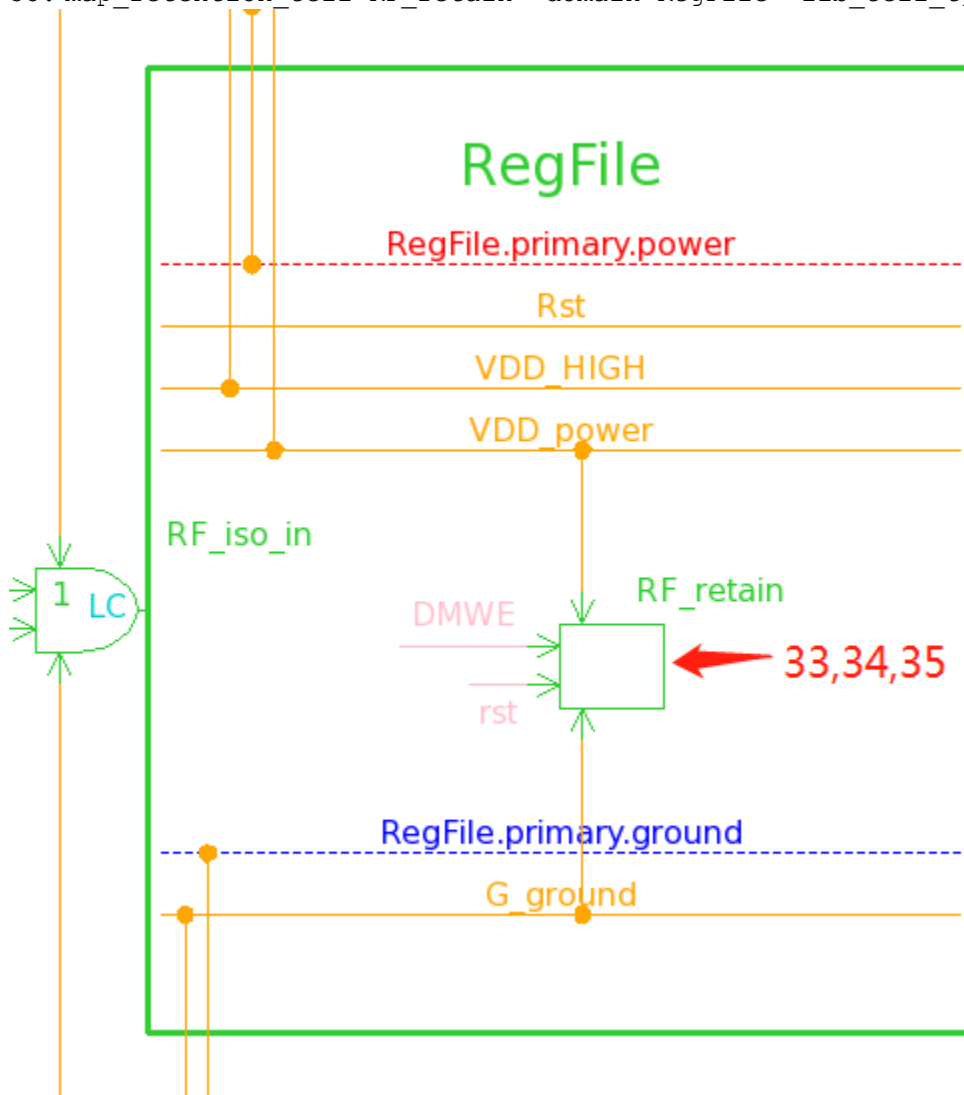 RegFile
RegFile.primary.power
Rst
VDD_HIGH
VDD_power
RF_iso_in
1 LC
RF_retain
DMWE
33,34,35
rst
RegFile.primary.ground
G_ground